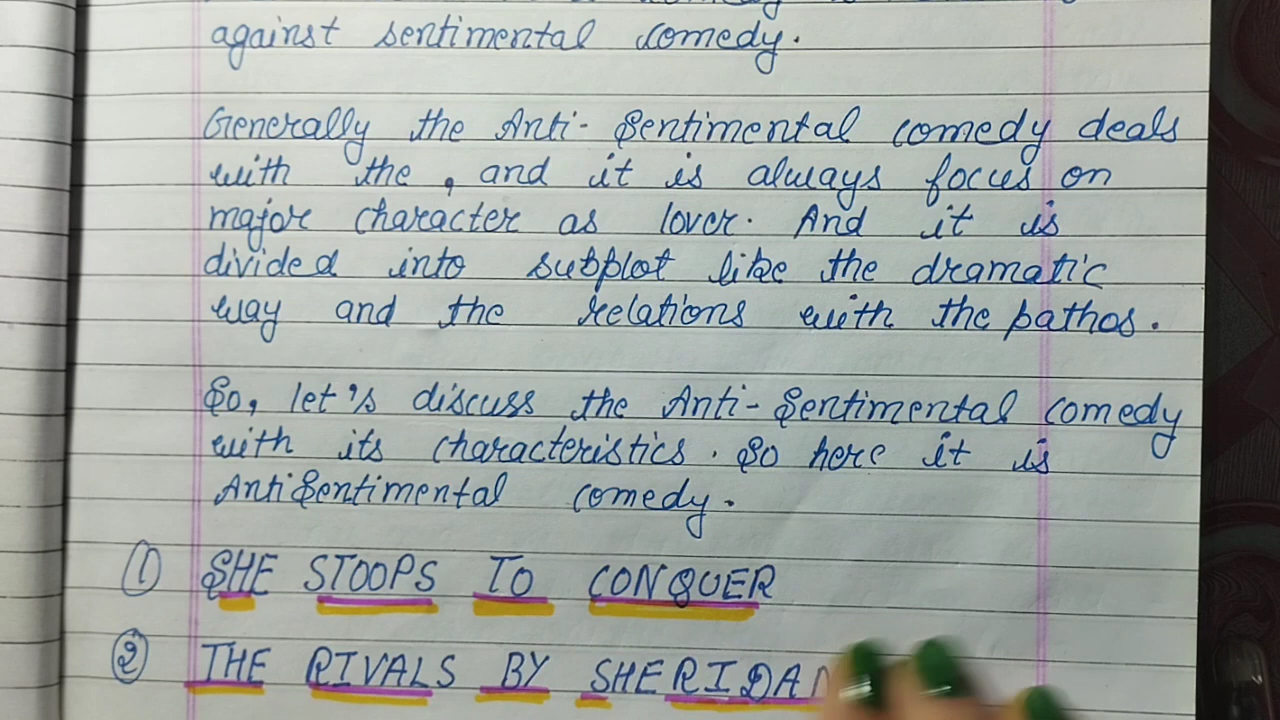 against sentimental comedy.
Generally the Anti-Sentimental comedy deals
with the , and it is always focus on
major character as lover. And it is
divided into subplot like the dramatic
way and the relations with the pathos.
So, let's discuss the Anti-Sentimental comedy
with its characteristics. So here it is
AntiSentimental comedy.
① SHE STOOPS TO CONQUER
② THE RIVALS BY SHERIDAN